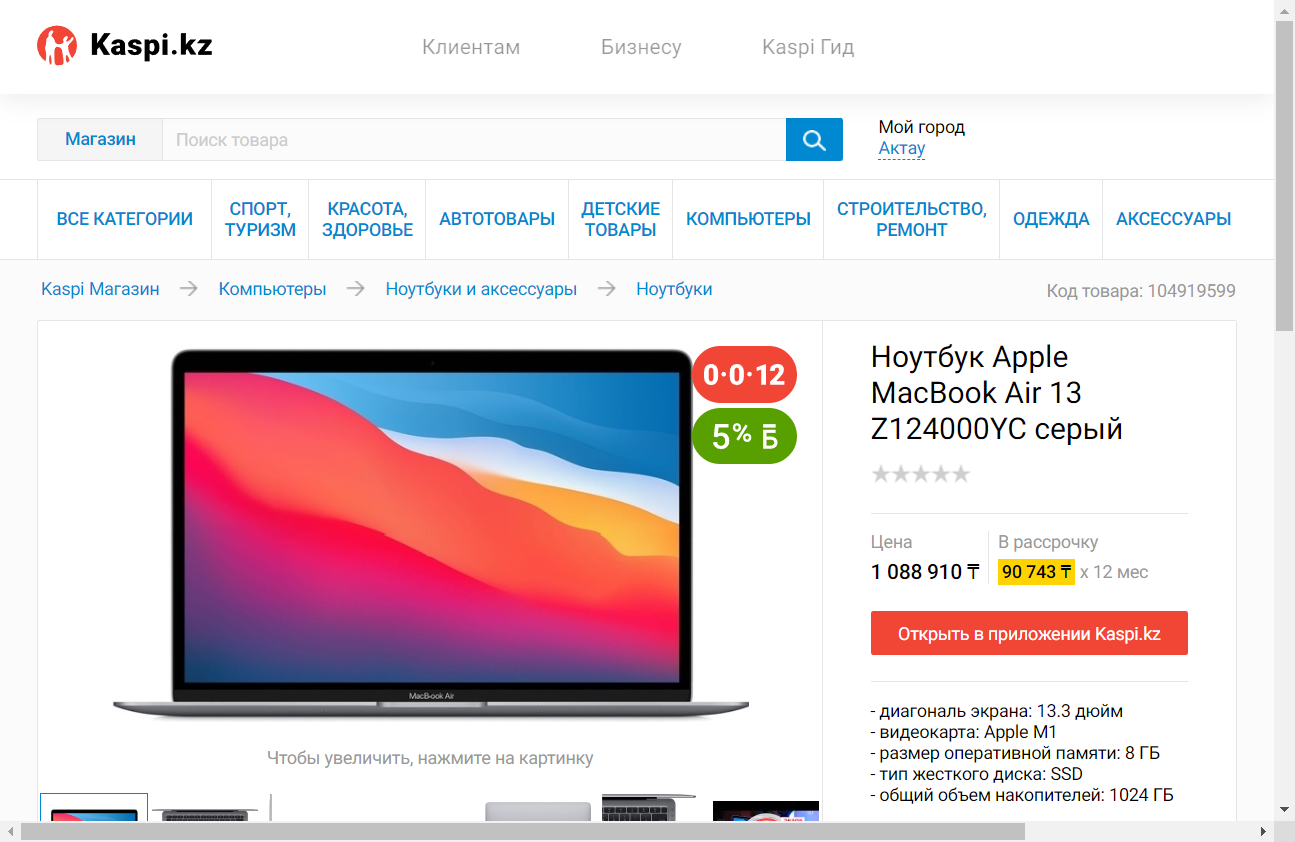 Kaspi.kz
Клиентам
Бизнесу
Kaspi Гид
Магазин
Поиск товара
Мой город
Актау
ВСЕ КАТЕГОРИИ
СПОРТ,
ТУРИЗМ
КРАСОТА,
ЗДОРОВЬЕ
АВТОТОВАРЫ
ДЕТСКИЕ
ТОВАРЫ
КОМПЬЮТЕРЫ
СТРОИТЕЛЬСТВО,
РЕМОНТ
ОДЕЖДА
АКСЕССУАРЫ
Kaspi Магазин
Компьютеры
Ноутбуки и аксессуары
Ноутбуки
Код товара: 104919599
0·0·12
5% Б
MacBook Air
Чтобы увеличить, нажмите на картинку
Ноутбук Apple
MacBook Air 13
Z124000YC серый
Цена
1 088 910 ₸
В рассрочку
90 743 ₸ x 12 мес
Открыть в приложении Kaspi.kz
- диагональ экрана: 13.3 дюйм
- видеокарта: Apple M1
- размер оперативной памяти: 8 ГБ
- тип жесткого диска: SSD
- общий объем накопителей: 1024 ГБ